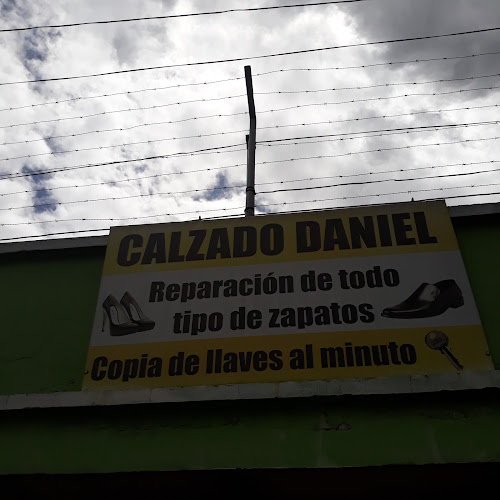 CALZADO DANIEL
Reparación de todo
tipo de zapatos
Copia de llaves al minuto